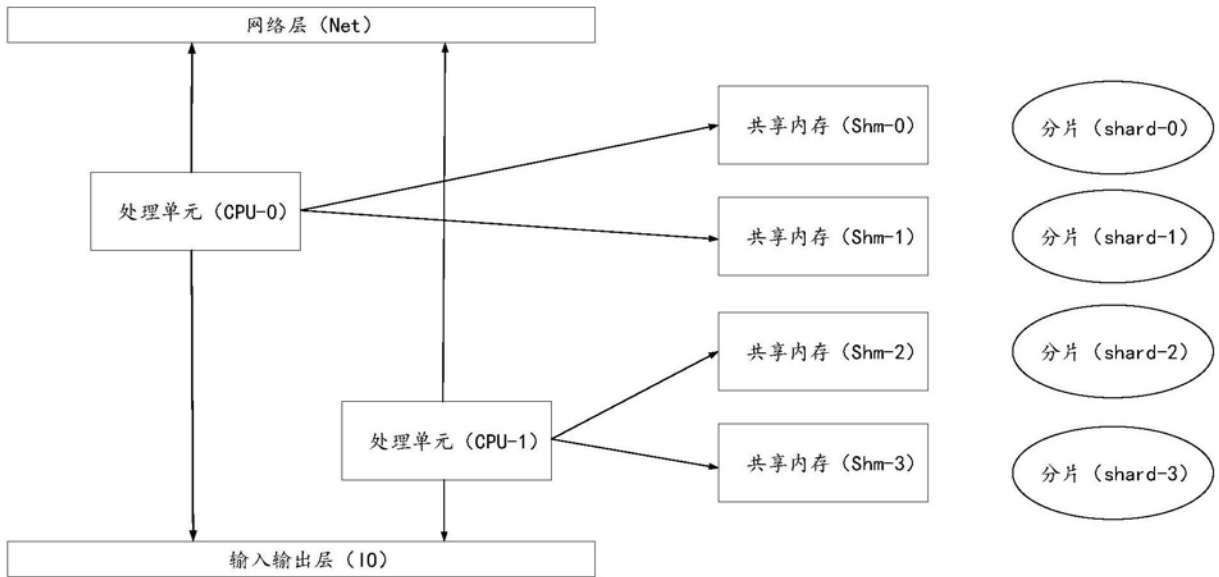 网络层（Net）
共享内存（Shm-0）
分片（shard-0）
处理单元（CPU-0）
共享内存（Shm-1）
分片（shard-1）
共享内存（Shm-2）
分片（shard-2）
处理单元（CPU-1）
共享内存（Shm-3）
分片（shard-3）
输入输出层（IO）